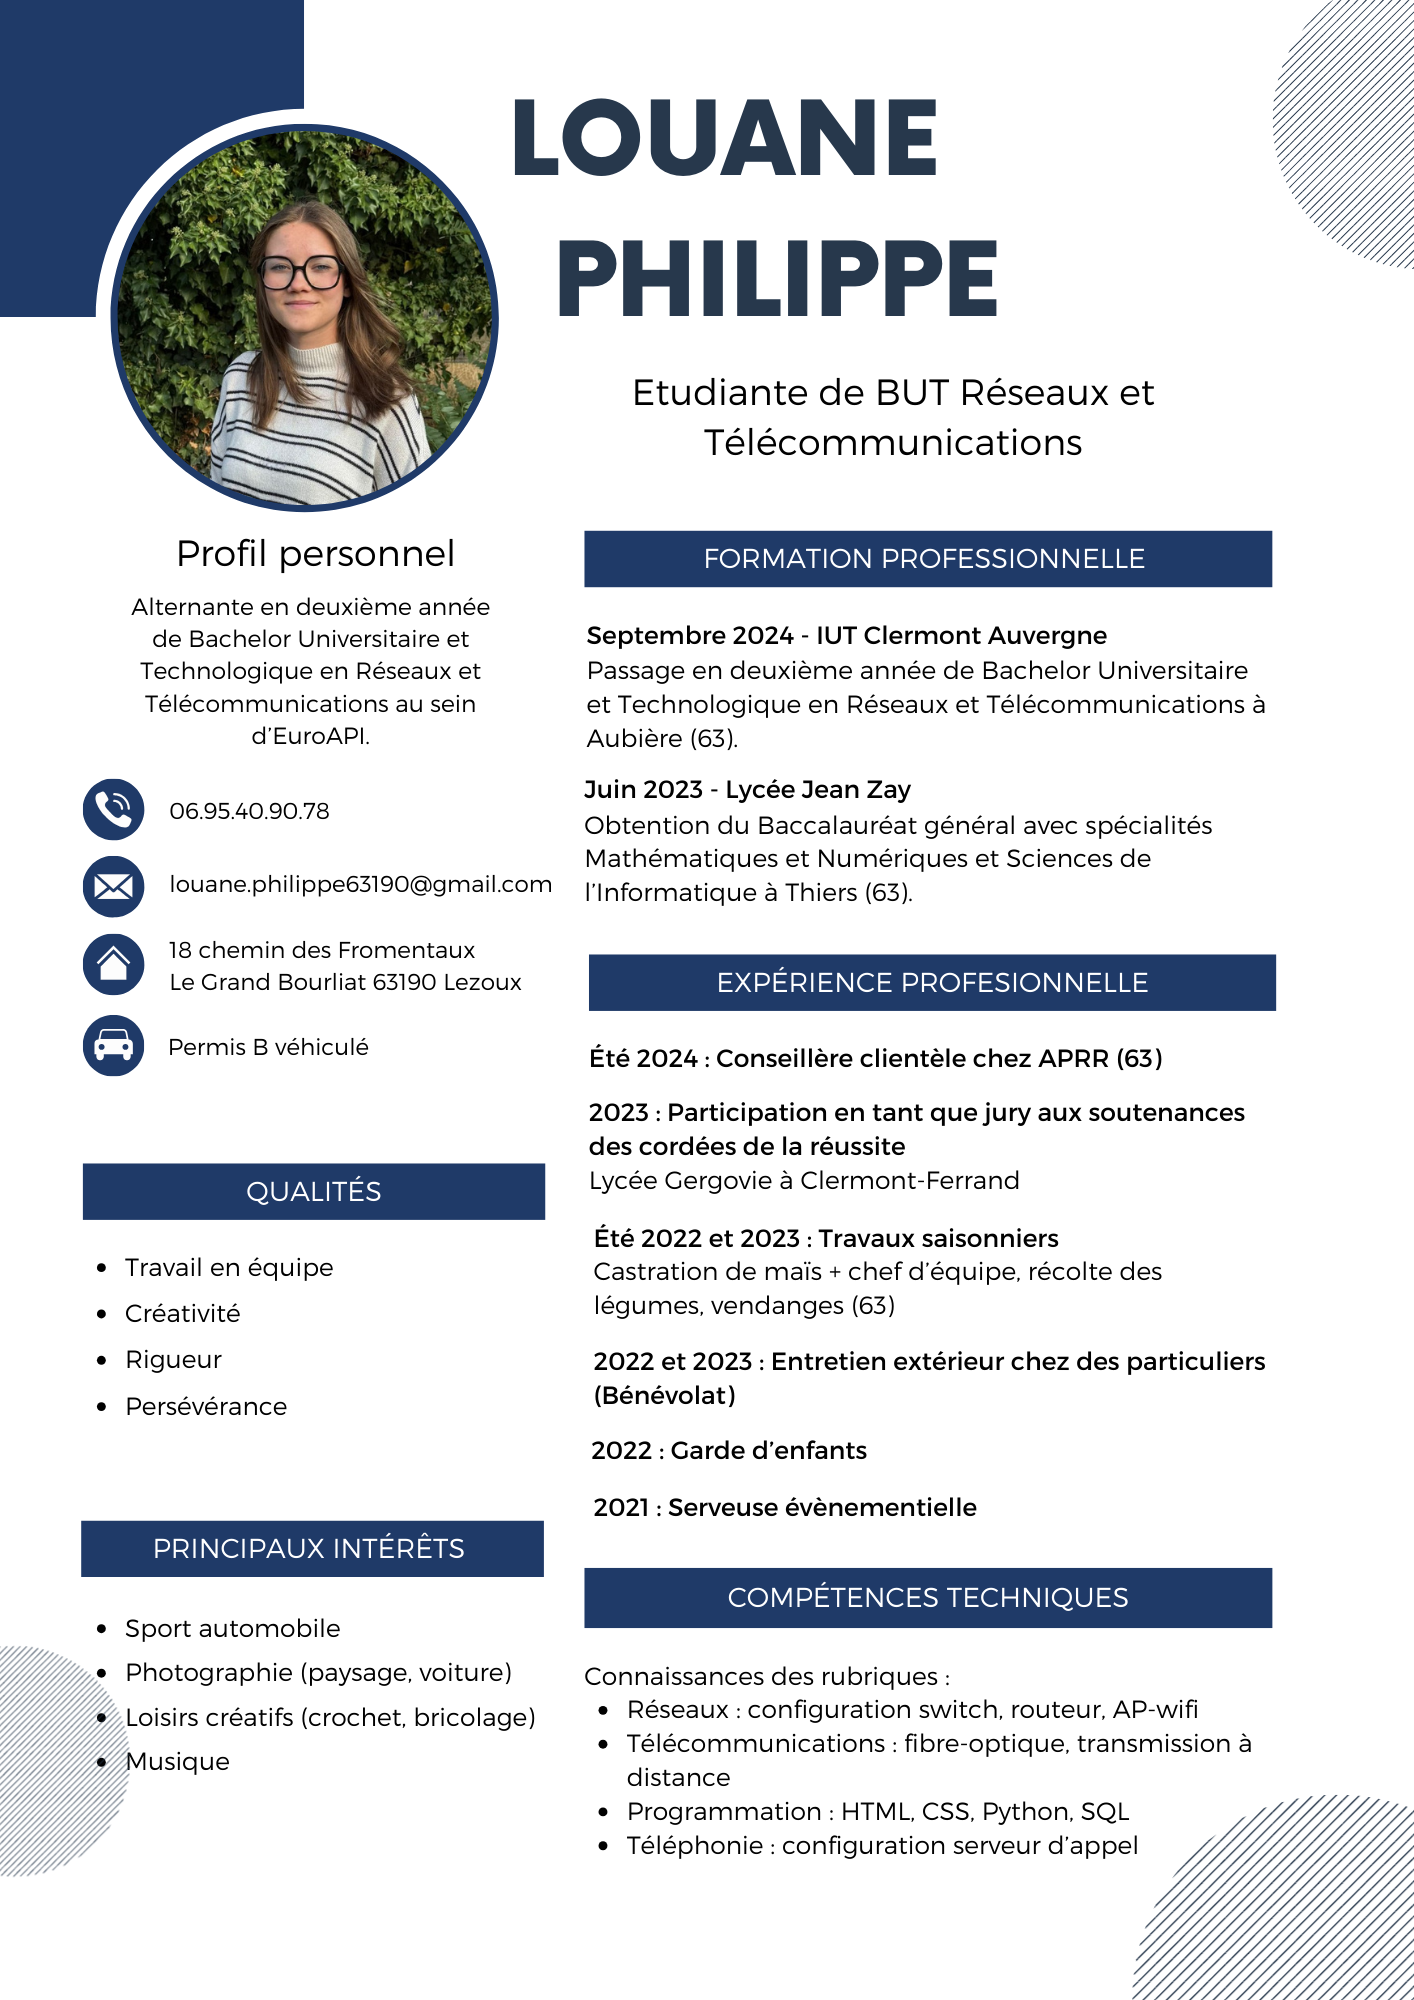 LOUANE
PHILIPPE
Etudiante de BUT Réseaux et
Télécommunications
Profil personnel
Alternante en deuxième année
de Bachelor Universitaire et
Technologique en Réseaux et
Télécommunications au sein
d’EuroAPI.
06.95.40.90.78
louane.philippe63190@gmail.com
18 chemin des Fromentaux
Le Grand Bourliat 63190 Lezoux
Permis B véhiculé
QUALITÉS
• Travail en équipe
• Créativité
• Rigueur
• Persévérance
PRINCIPAUX INTÉRÊTS
• Sport automobile
• Photographie (paysage, voiture)
• Loisirs créatifs (crochet, bricolage)
• Musique
FORMATION PROFESSIONNELLE
Septembre 2024 - IUT Clermont Auvergne
Passage en deuxième année de Bachelor Universitaire
et Technologique en Réseaux et Télécommunications à
Aubière (63).
Juin 2023 - Lycée Jean Zay
Obtention du Baccalauréat général avec spécialités
Mathématiques et Numériques et Sciences de
l’Informatique à Thiers (63).
EXPÉRIENCE PROFESIONNELLE
Été 2024 : Conseillère clientèle chez APRR (63)
2023 : Participation en tant que jury aux soutenances
des cordées de la réussite
Lycée Gergovie à Clermont-Ferrand
Été 2022 et 2023 : Travaux saisonniers
Castration de maïs + chef d’équipe, récolte des
légumes, vendanges (63)
2022 et 2023 : Entretien extérieur chez des particuliers
(Bénévolat)
2022 : Garde d’enfants
2021 : Serveuse évènementielle
COMPÉTENCES TECHNIQUES
Connaissances des rubriques :
• Réseaux : configuration switch, routeur, AP-wifi
• Télécommunications : fibre-optique, transmission à
distance
• Programmation : HTML, CSS, Python, SQL
• Téléphonie : configuration serveur d’appel